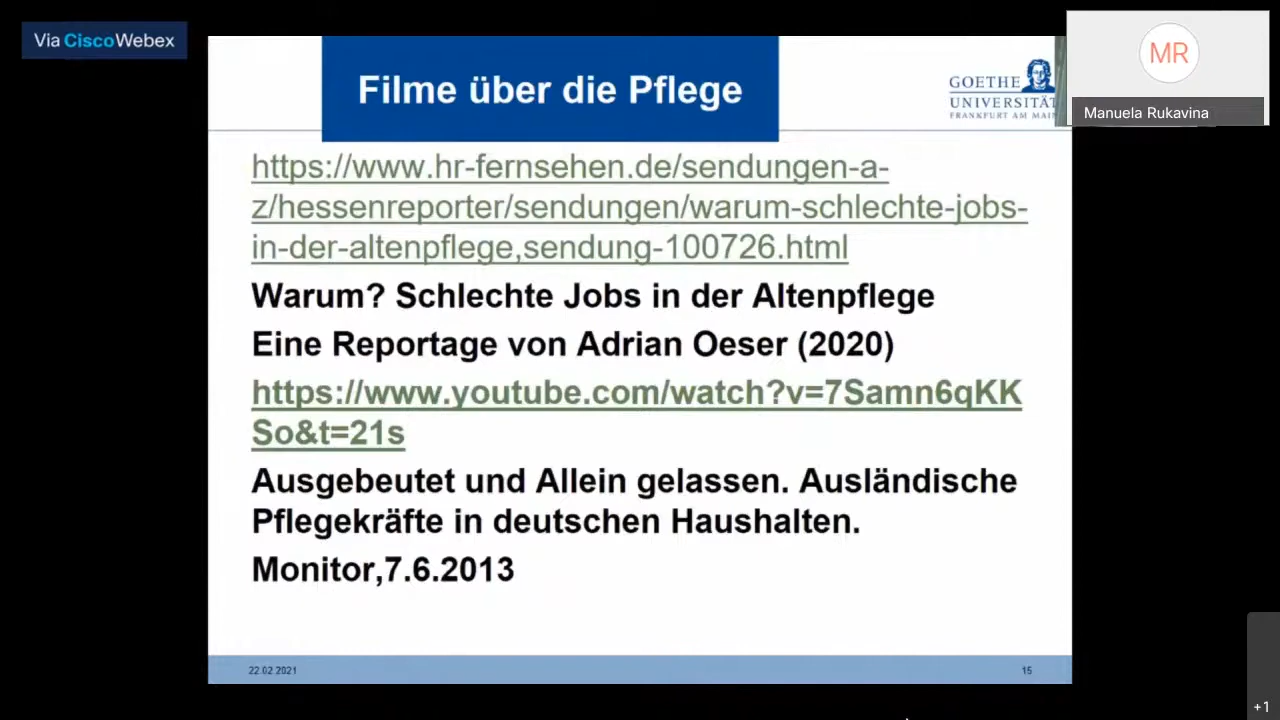 Via Cisco Webex
Filme über die Pflege
GOETHE
UNIVERSITÄT
FRANKFURT AM MAIN
MR
Manuela Rukavina
https://www.hr-fernsehen.de/sendungen-a-
z/hessenreporter/sendungen/warum-schlechte-jobs-
in-der-altenpflege,sendung-100726.html
Warum? Schlechte Jobs in der Altenpflege
Eine Reportage von Adrian Oeser (2020)
https://www.youtube.com/watch?v=7Samn6qKK
So&t=21s
Ausgebeutet und Allein gelassen. Ausländische
Pflegekräfte in deutschen Haushalten.
Monitor,7.6.2013
22.02.2021
15
+1